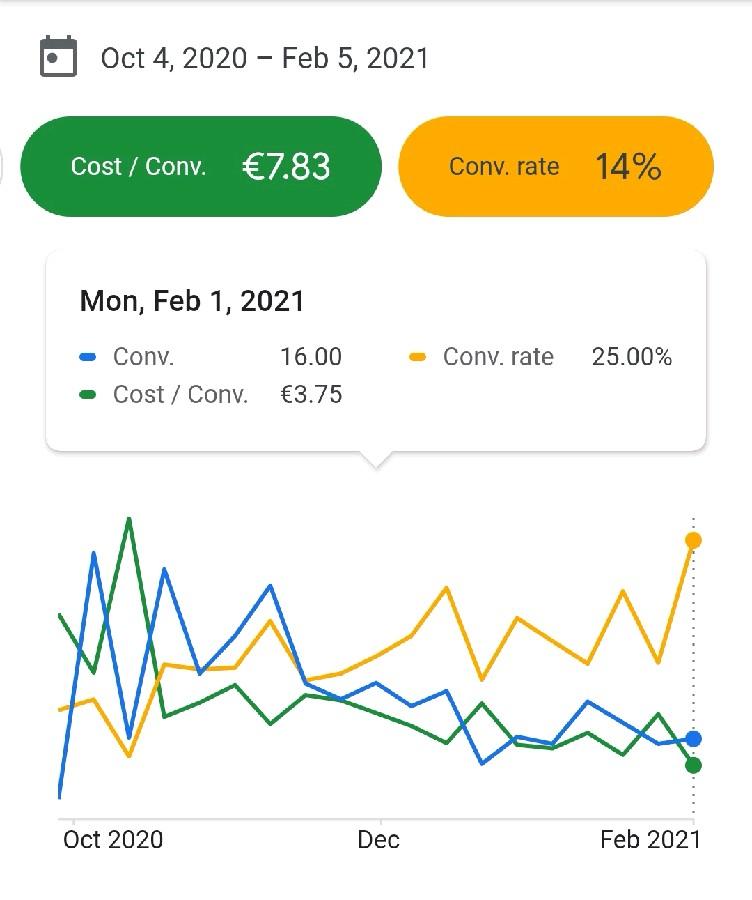 Oct 4, 2020 – Feb 5, 2021
Cost / Conv. €7.83 Conv. rate 14%
Mon, Feb 1, 2021
Conv. 16.00 Conv. rate 25.00%
Cost / Conv. €3.75
Oct 2020 Dec Feb 2021